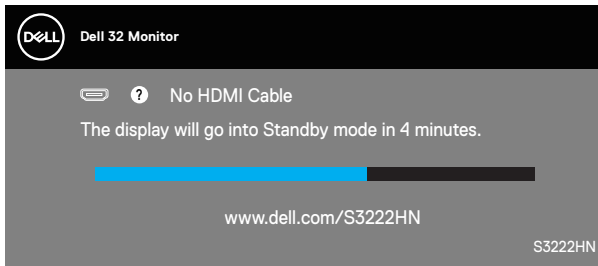 DELL
Dell 32 Monitor
? No HDMI Cable
The display will go into Standby mode in 4 minutes.
www.dell.com/S3222HN
S3222HN